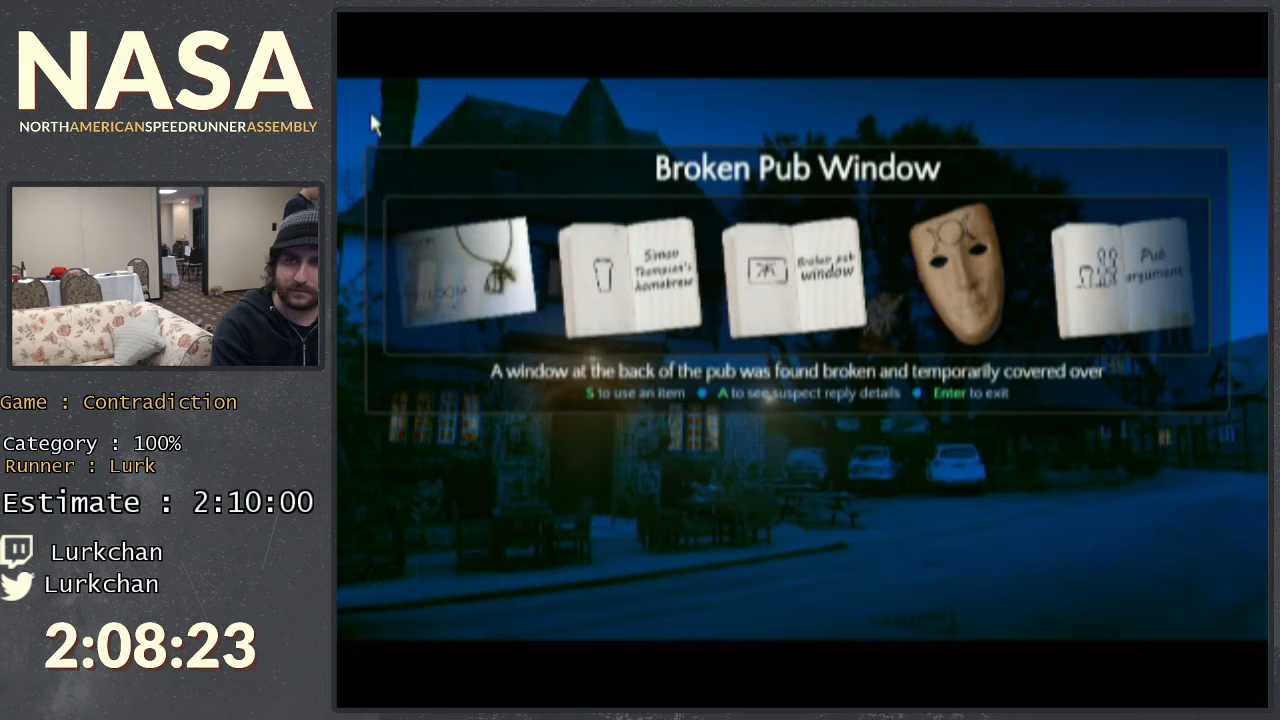 NASA
NORTHAMERICANSPEEDRUNNERASSEMBLY
Game : Contradiction
Category : 100%
Runner : Lurk
Estimate : 2:10:00
Lurkchan
Lurkchan
2:08:23
Broken Pub Window
Simon
Thompson's
homebrew
Broken pub
window
Pub
argument
A window at the back of the pub was found broken and temporarily covered over
S to use an item • A to see suspect reply details • Enter to exit